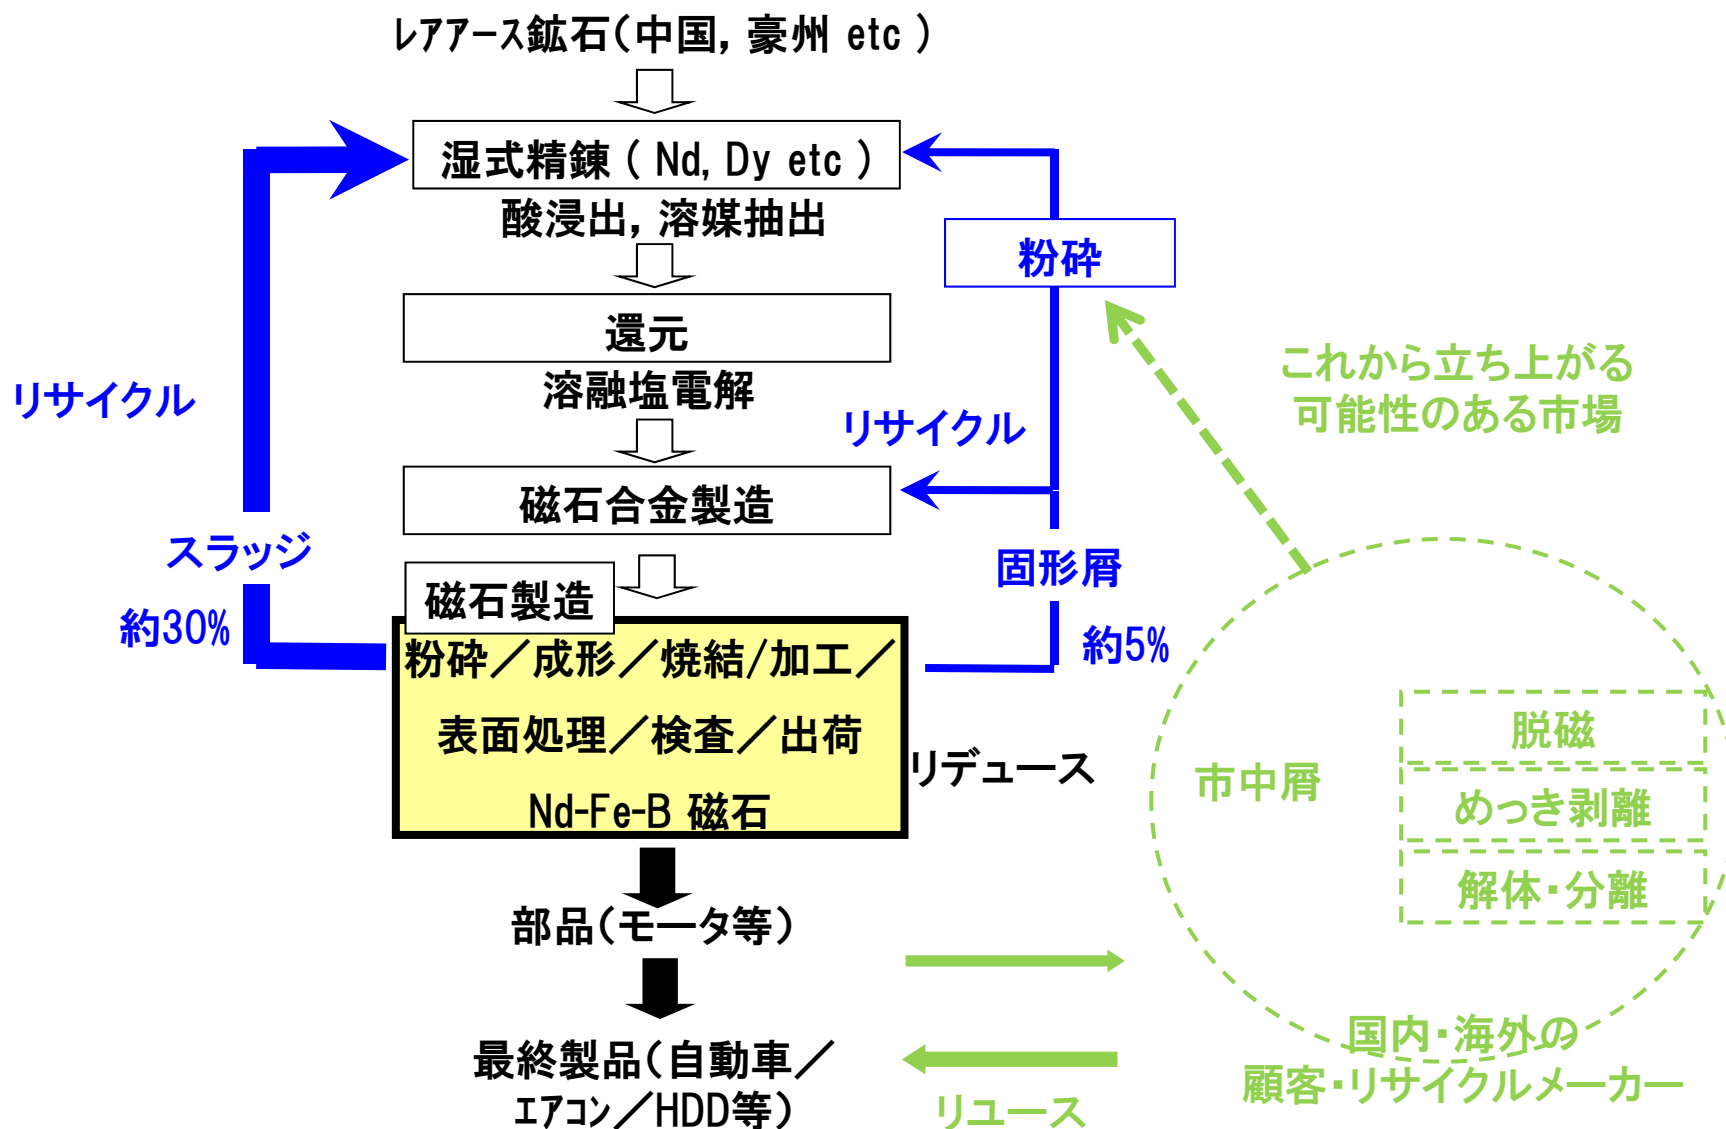 レアアース鉱石(中国, 豪州 etc )
湿式精錬 ( Nd, Dy etc )
酸浸出, 溶媒抽出
粉砕
還元
溶融塩電解
これから立ち上がる
可能性のある市場
リサイクル
リサイクル
磁石合金製造
スラッジ
固形屑
磁石製造
約30%
約5%
粉砕/成形/焼結/加工/
表面処理/検査/出荷
Nd-Fe-B 磁石
リデュース
市中屑
脱磁
めっき剥離
解体・分離
部品(モータ等)
最終製品(自動車/
エアコン/HDD等)
リユース
国内・海外の
顧客・リサイクルメーカー